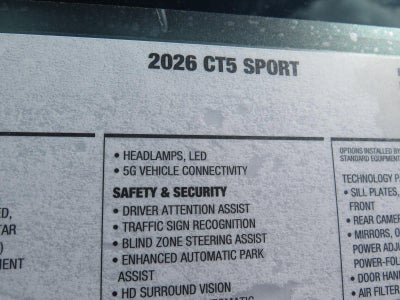 2026 CT5 SPORT
• HEADLAMPS, LED
• 5G VEHICLE CONNECTIVITY
SAFETY & SECURITY
• DRIVER ATTENTION ASSIST
• TRAFFIC SIGN RECOGNITION
• BLIND ZONE STEERING ASSIST
• ENHANCED AUTOMATIC PARK
ASSIST
• HD SURROUND VISION
OPTIONS INSTALLED BY
STANDARD EQUIPMENT
TECHNOLOGY P
• SILL PLATES,
FRONT
• REAR CAMER
• MIRRORS, O
POWER ADJU
POWER-FOL
• DOOR HAND
• AIR FILTER